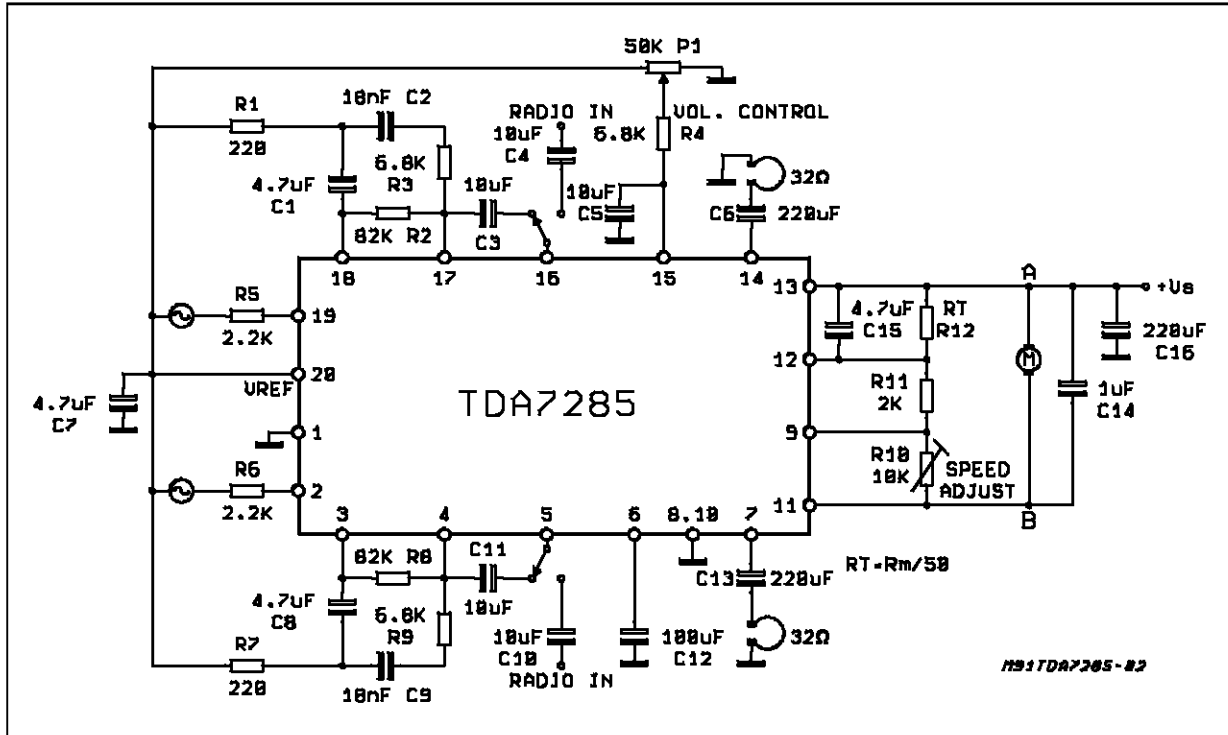 50K P1
R1
18nF C2
RADIO IN
VOL. CONTROL
10uF
C4
6.8K
R4
220
6.8K
R3
4.7uF
C1
10uF
10uF
C5
32Ω
C6
220uF
82K R2
C3
18
17
16
15
14
13
A
+Vs
R5
19
4.7uF
C15
RT
R12
220uF
C16
2.2K
12
M
20
VREF
TDA7285
R11
2K
1uF
C14
4.7uF
C7
1
9
R6
2
R10
10K
SPEED
ADJUST
2.2K
11
3
4
5
6
8.10
7
B
82K R8
C11
C13
220uF
RT=Rm/50
4.7uF
C8
6.8K
R9
10uF
10uF
C10
100uF
C12
32Ω
R7
RADIO IN
M91TDA7285-02
220
18nF C9